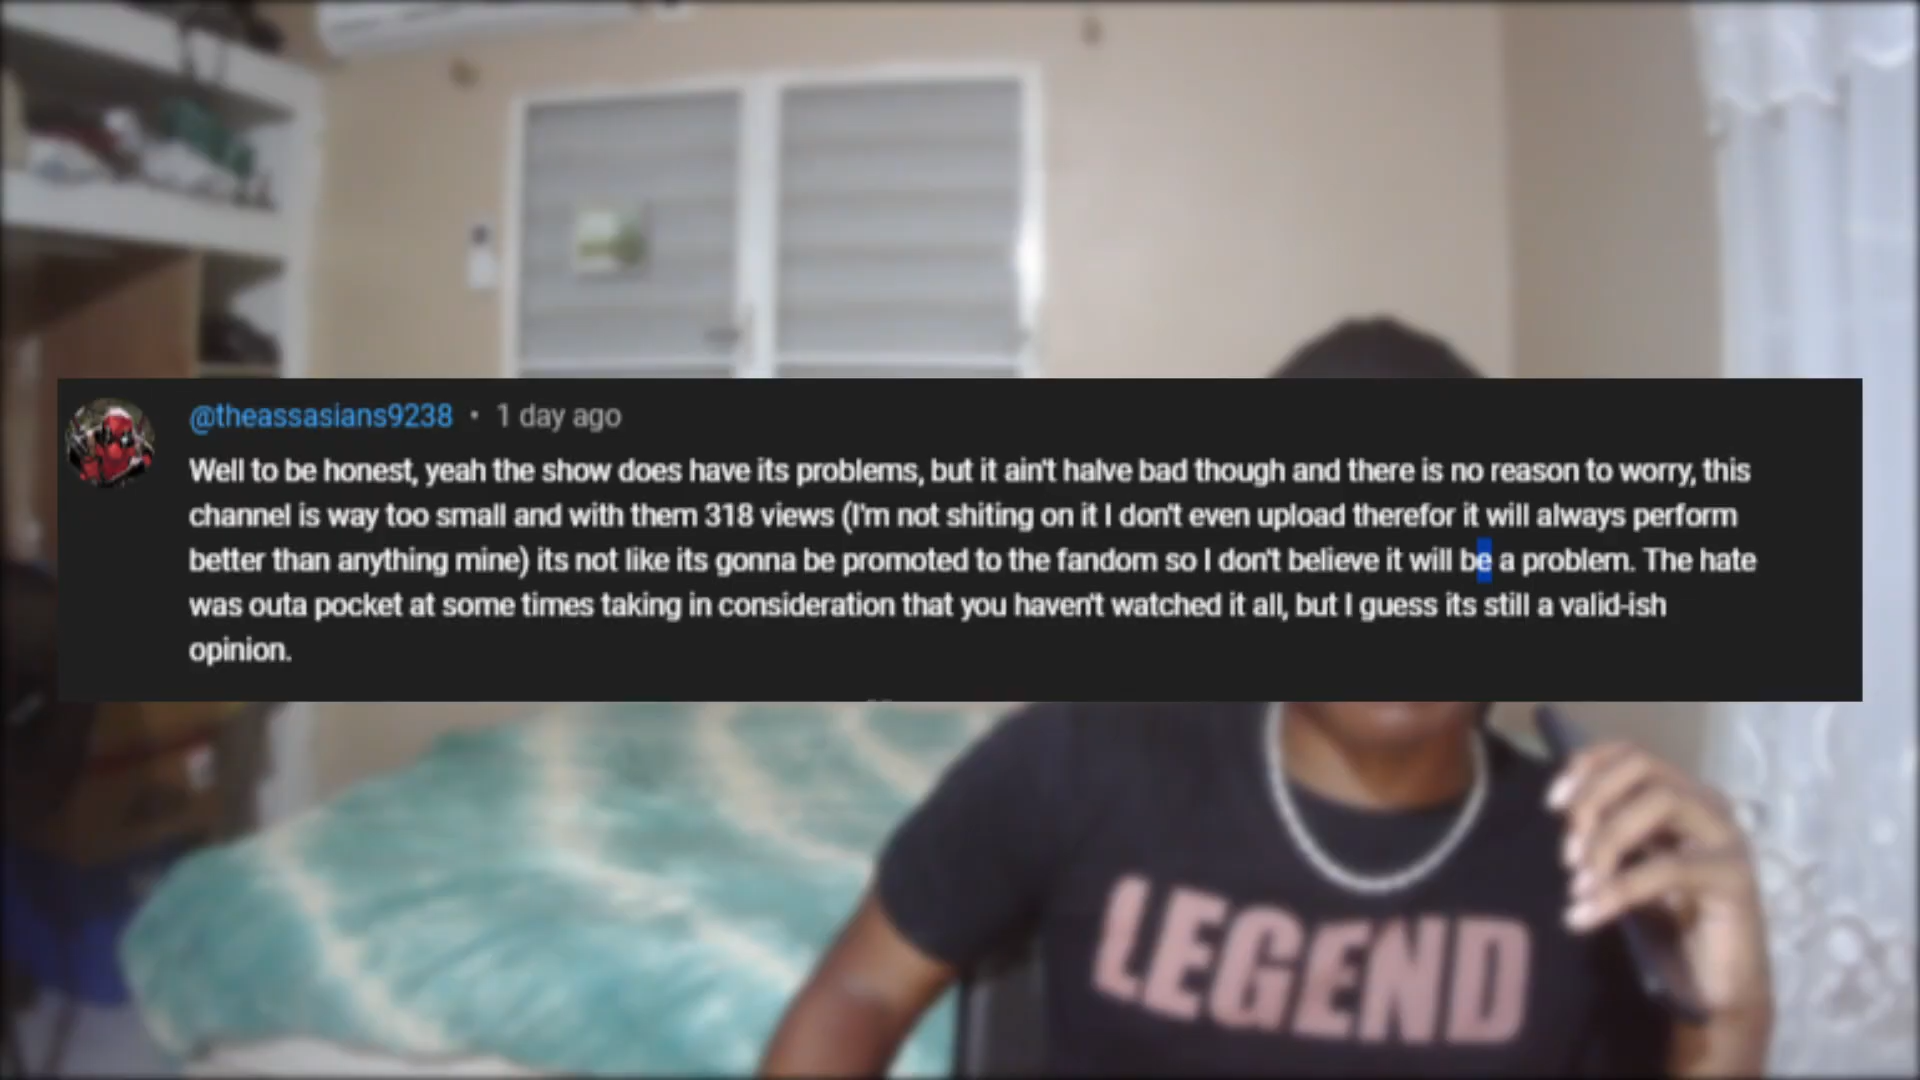 @theassasians9238 • 1 day ago
Well to be honest, yeah the show does have its problems, but it ain't halve bad though and there is no reason to worry, this
channel is way too small and with them 318 views (I'm not shiting on it I don't even upload therefor it will always perform
better than anything mine) its not like its gonna be promoted to the fandom so I don't believe it will be a problem. The hate
was outa pocket at some times taking in consideration that you haven't watched it all, but I guess its still a valid-ish
opinion.
LEGEND